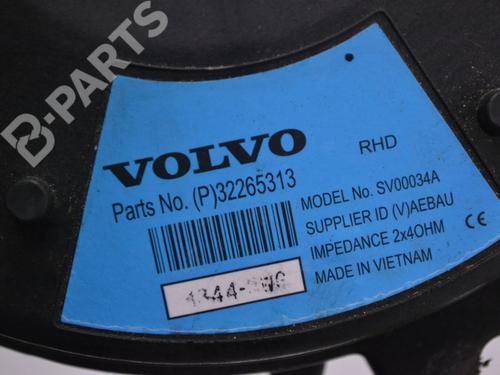 B-PARTS
VOLVO
RHD
Parts No. (P)32265313
MODEL No. SV00034A
SUPPLIER ID (V)AEBAU
IMPEDANCE 2x4OHM
MADE IN VIETNAM
CE